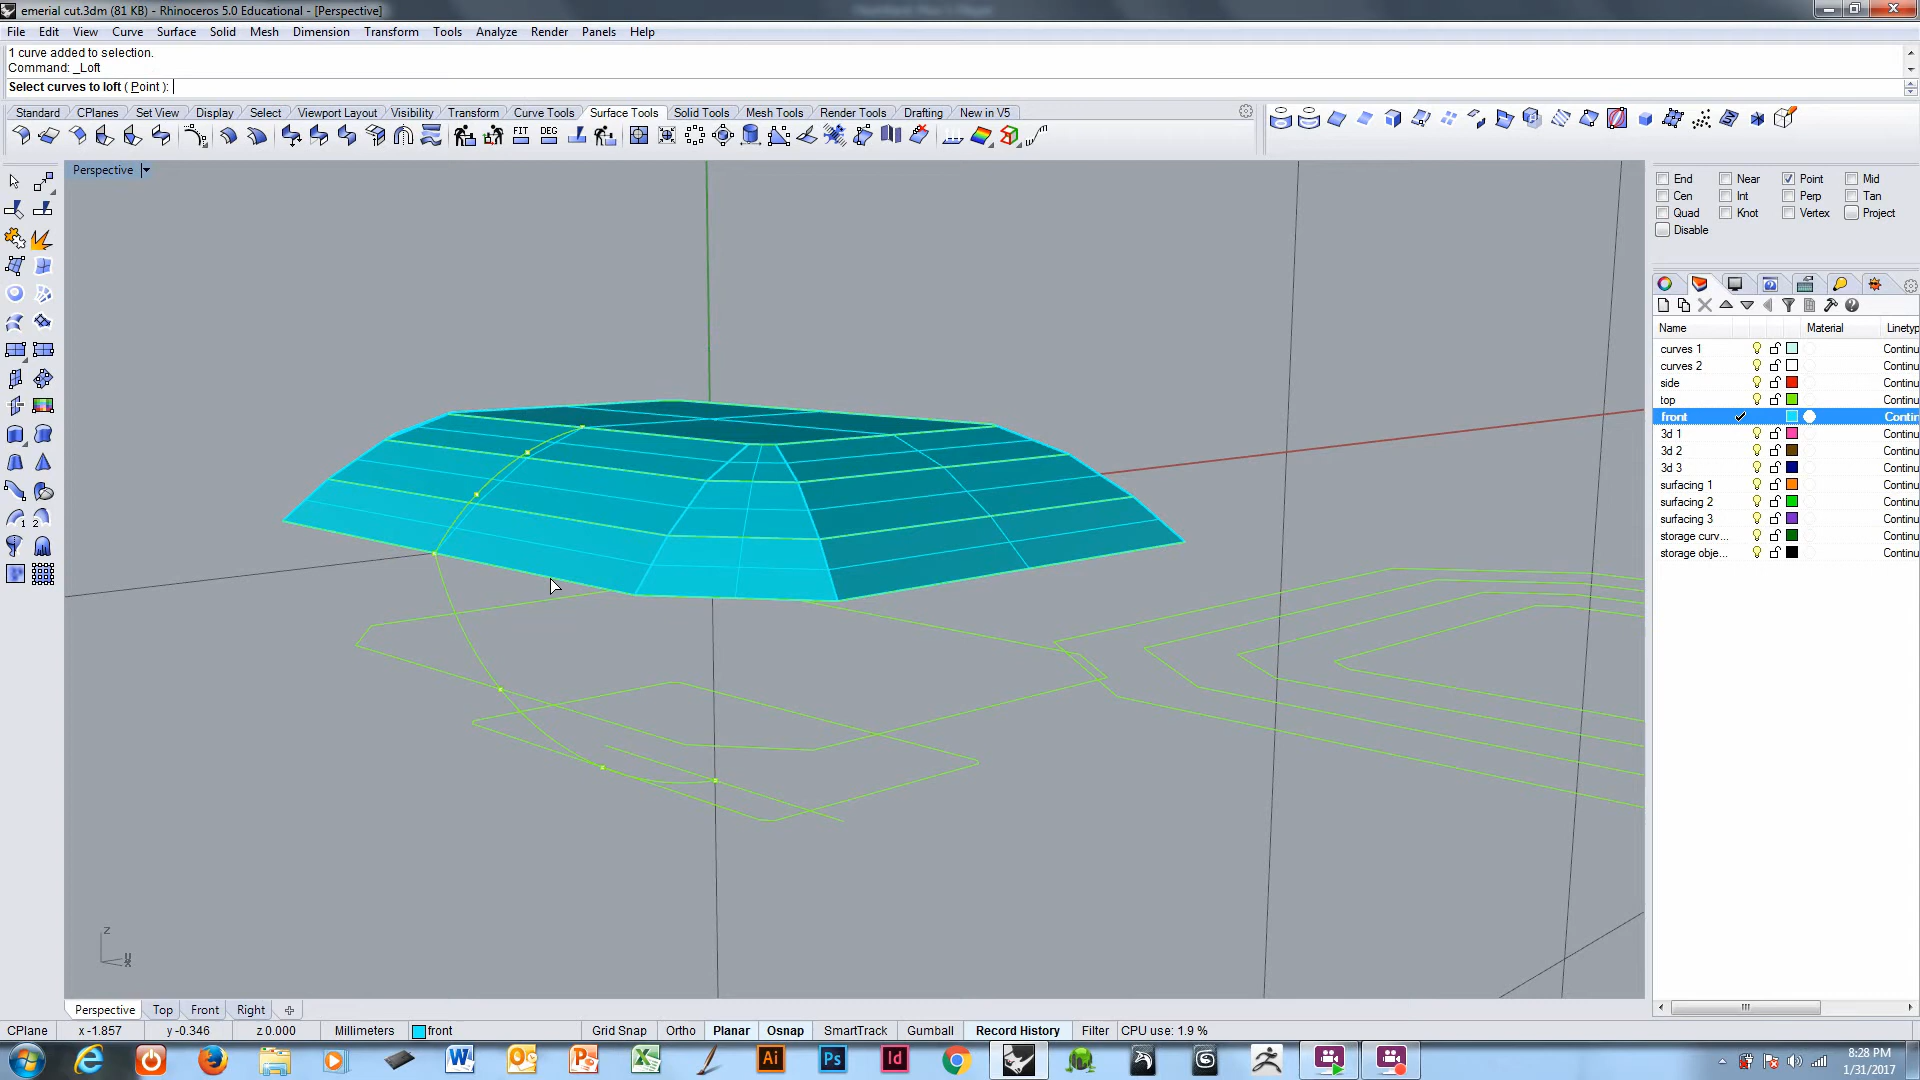 emerial cut.3dm (81 KB) - Rhinoceros 5.0 Educational - [Perspective]
File Edit View Curve Surface Solid Mesh Dimension Transform Tools Analyze Render Panels Help
1 curve added to selection.
Command: _Loft
Select curves to loft ( Point ):
Standard CPlanes Set View Display Select Viewport Layout Visibility Transform Curve Tools Surface Tools Solid Tools Mesh Tools Render Tools Drafting New in V5
FIT DEG
Perspective
End Near Point Mid
Cen Int Perp Tan
Quad Knot Vertex Project
Disable
Name Material Linetyp
curves 1 Continu
curves 2 Continu
side Continu
top Continu
front Contin
3d 1 Continu
3d 2 Continu
3d 3 Continu
surfacing 1 Continu
surfacing 2 Continu
surfacing 3 Continu
storage curv... Continu
storage obje... Continu
1 2
z
Perspective Top Front Right
CPlane x -1.857 y -0.346 z 0.000 Millimeters front Grid Snap Ortho Planar Osnap SmartTrack Gumball Record History Filter CPU use: 1.9 %
W O P X Ai Ps Id
8:28 PM
1/31/2017